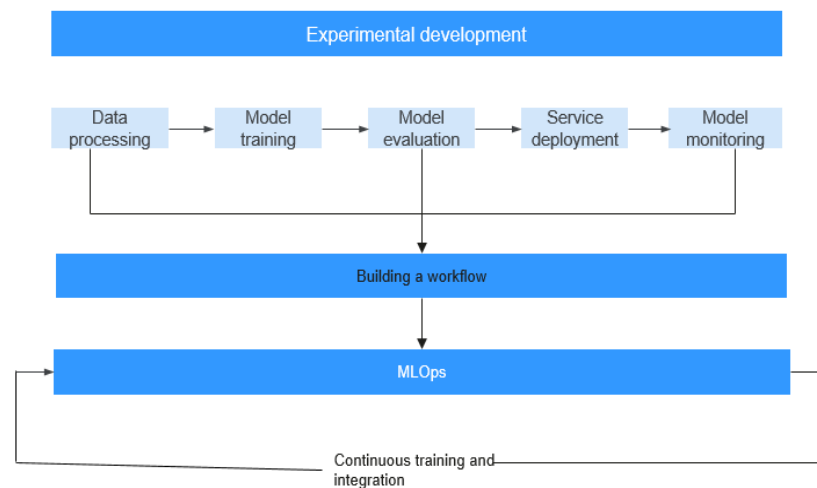 Experimental development
Data
processing
Model
training
Model
evaluation
Service
deployment
Model
monitoring
Building a workflow
MLOps
Continuous training and
integration